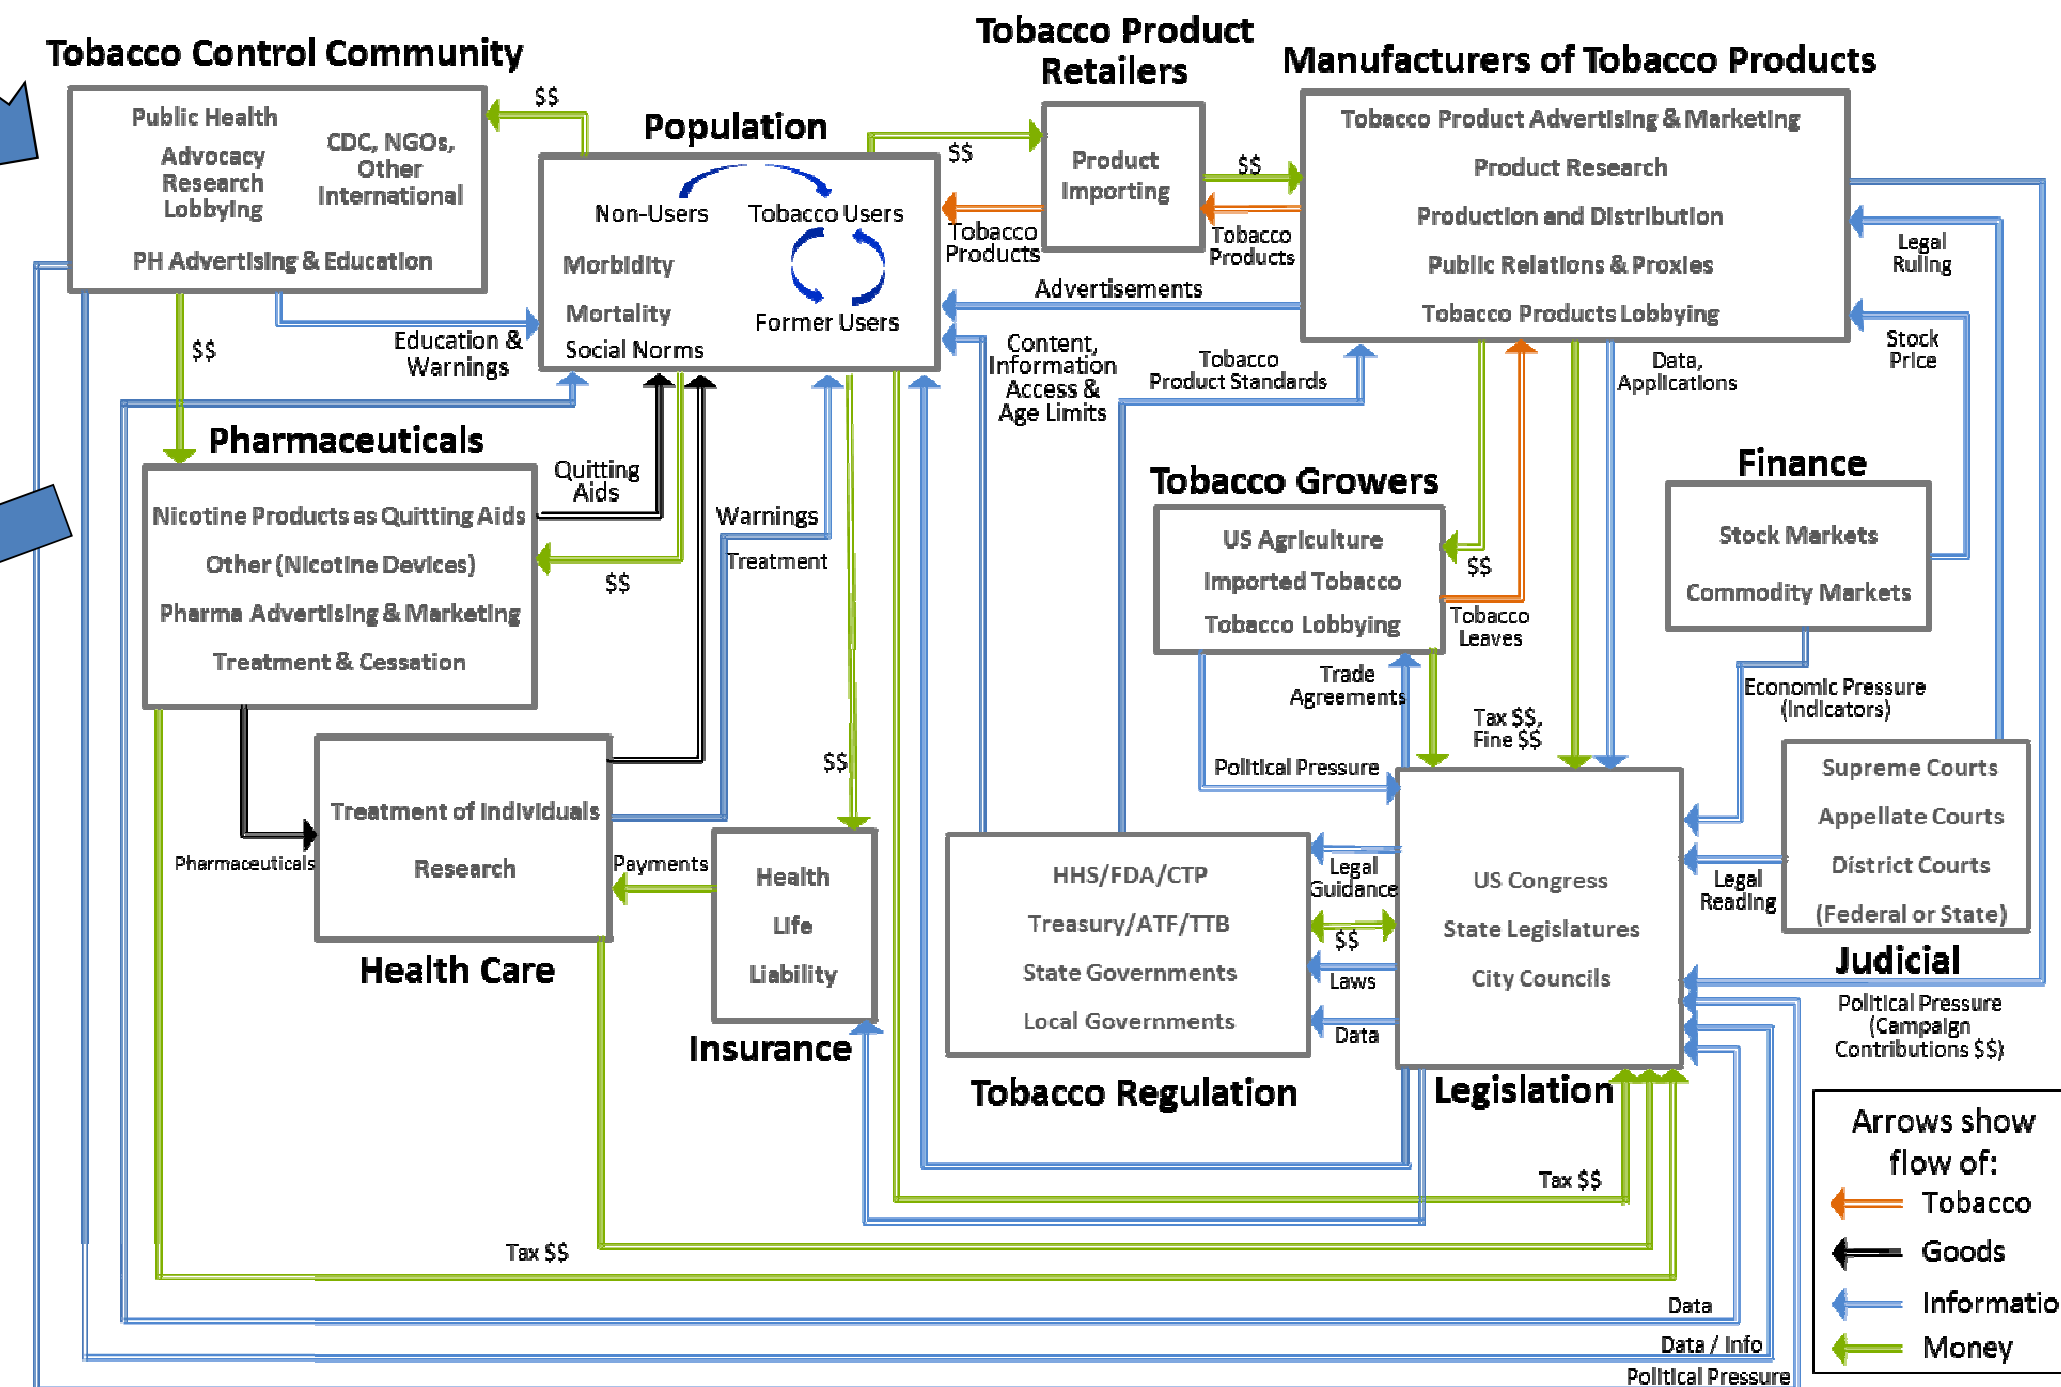 Tobacco Control Community
Public Health
Advocacy
Research
Lobbying
CDC, NGOs,
Other
International
PH Advertising & Education
$$
Population
Non-Users
Tobacco Users
Morbidity
Mortality
Former Users
Social Norms
$$
Tobacco Product
Retailers
Product
Importing
$$
Tobacco
Products
Tobacco
Products
Manufacturers of Tobacco Products
Tobacco Product Advertising & Marketing
Product Research
Production and Distribution
Public Relations & Proxies
Tobacco Products Lobbying
Legal
Ruling
Stock
Price
Advertisements
Education &
Warnings
$$
Content,
Information
Access &
Age Limits
Tobacco
Product Standards
Data,
Applications
Pharmaceuticals
Nicotine Products as Quitting Aids
Other (Nicotine Devices)
Pharma Advertising & Marketing
Treatment & Cessation
Quitting
Aids
$$
Warnings
Treatment
Tobacco Growers
US Agriculture
Imported Tobacco
Tobacco Lobbying
$$
Tobacco
Leaves
Finance
Stock Markets
Commodity Markets
Trade
Agreements
Economic Pressure
(Indicators)
Tax $$,
Fine $$
Political Pressure
$$
Pharmaceuticals
Treatment of Individuals
Research
Health Care
Payments
Health
Life
Liability
Insurance
HHS/FDA/CTP
Treasury/ATF/TTB
State Governments
Local Governments
Tobacco Regulation
Legal
Guidance
$$
Laws
Data
US Congress
State Legislatures
City Councils
Legislation
Legal
Reading
Supreme Courts
Appellate Courts
District Courts
(Federal or State)
Judicial
Political Pressure
(Campaign
Contributions $$)
Tax $$
Tax $$
Data
Data / Info
Political Pressure
Arrows show
flow of:
Tobacco
Goods
Informatio
Money